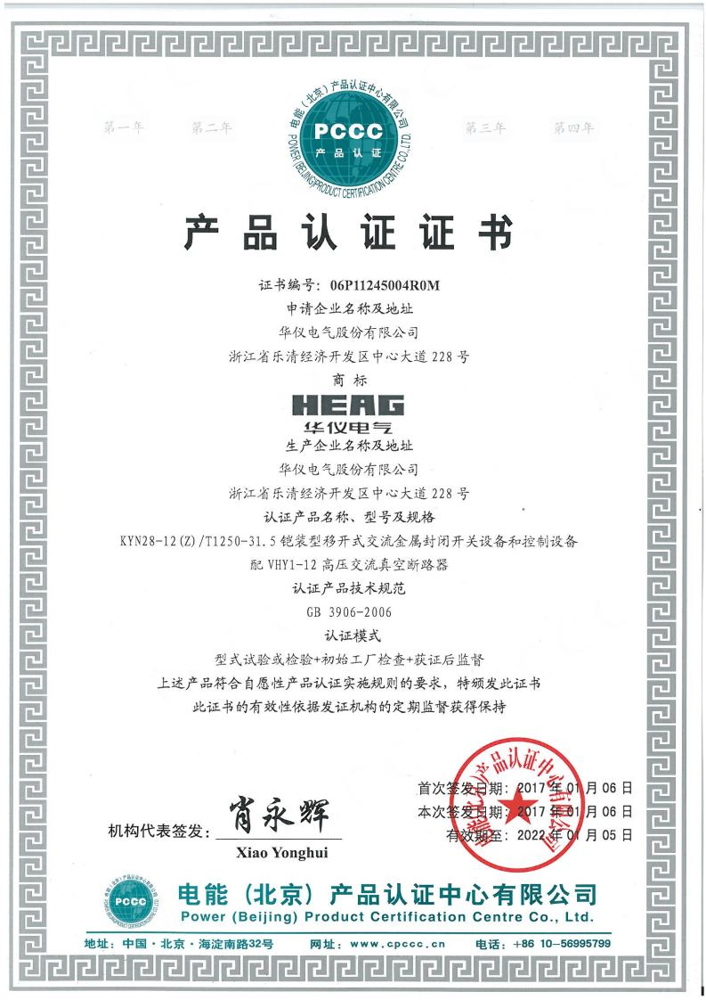 第一年
第二年
第三年
第四年
电能（北京）产品认证中心有限公司
PCCC
产品认证
POWER (BEIJING) PRODUCT CERTIFICATION CENTRE CO., LTD.
产品认证证书
证书编号：06P11245004R0M
申请企业名称及地址
华仪电气股份有限公司
浙江省乐清经济开发区中心大道 228 号
商 标
HEAG
华仪电气
生产企业名称及地址
华仪电气股份有限公司
浙江省乐清经济开发区中心大道 228 号
认证产品名称、型号及规格
KYN28-12(Z)/T1250-31.5 铠装型移开式交流金属封闭开关设备和控制设备
配 VHY1-12 高压交流真空断路器
认证产品技术规范
GB 3906-2006
认证模式
型式试验或检验+初始工厂检查+获证后监督
上述产品符合自愿性产品认证实施规则的要求，特颁发此证书
此证书的有效性依据发证机构的定期监督获得保持
首次签发日期：2017 年 01 月 06 日
本次签发日期：2017 年 01 月 06 日
有效期至：2022 年 01 月 05 日
电能（北京）产品认证中心有限公司
机构代表签发：肖永辉
Xiao Yonghui
PCCC
电能（北京）产品认证中心有限公司
Power (Beijing) Product Certification Centre Co., Ltd.
地址：中国·北京·海淀南路32号 网址：www.cpccc.cn 电话：+86 10-56995799